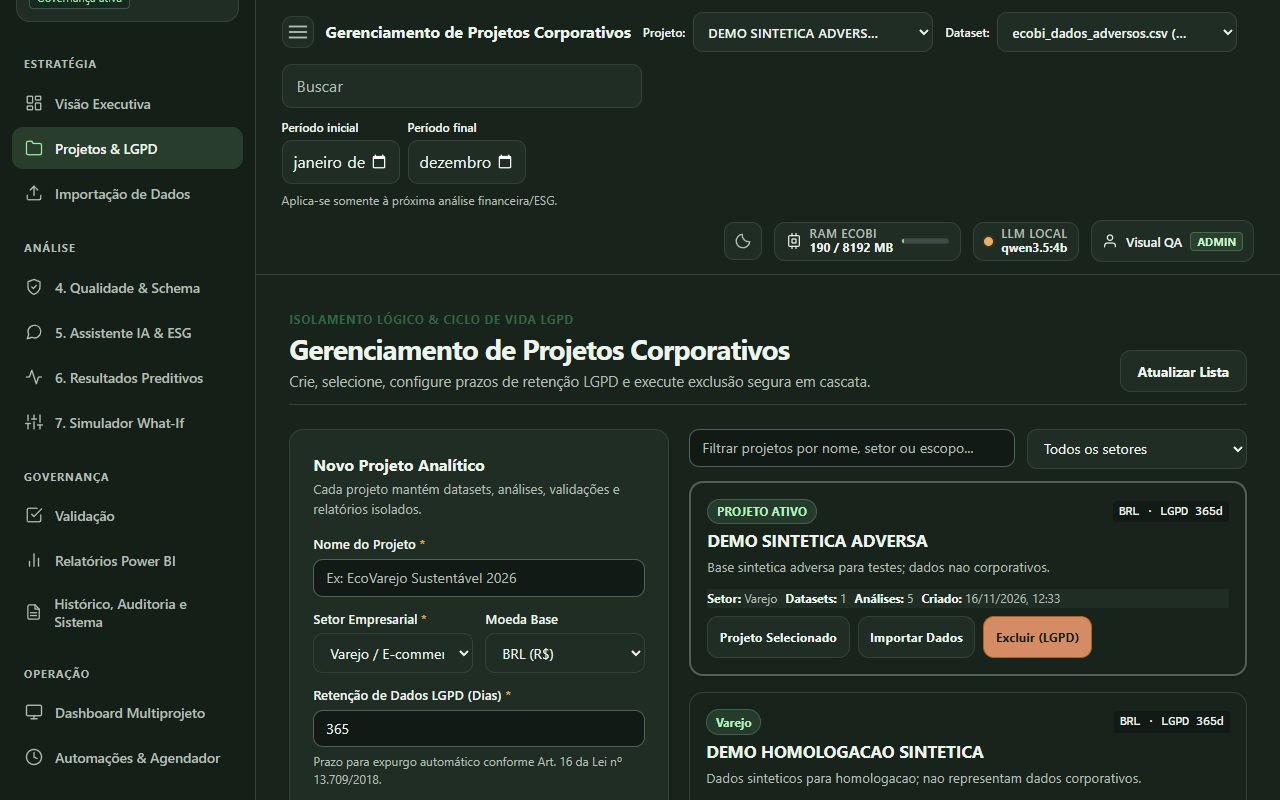 Governança ativa
ESTRATÉGIA
Visão Executiva
Projetos & LGPD
Importação de Dados
ANÁLISE
4. Qualidade & Schema
5. Assistente IA & ESG
6. Resultados Preditivos
7. Simulador What-If
GOVERNANÇA
Validação
Relatórios Power BI
Histórico, Auditoria e
Sistema
OPERAÇÃO
Dashboard Multiprojeto
Automações & Agendador
Gerenciamento de Projetos Corporativos
Projeto:
DEMO SINTETICA ADVERS...
Dataset:
ecobi_dados_adversos.csv (...
Buscar
Período inicial
Período final
janeiro de
dezembro
Aplica-se somente à próxima análise financeira/ESG.
RAM ECOBI
190 / 8192 MB
LLM LOCAL
qwen3.5:4b
Visual QA
ADMIN
ISOLAMENTO LÓGICO & CICLO DE VIDA LGPD
Gerenciamento de Projetos Corporativos
Crie, selecione, configure prazos de retenção LGPD e execute exclusão segura em cascata.
Atualizar Lista
Novo Projeto Analítico
Cada projeto mantém datasets, análises, validações e
relatórios isolados.
Nome do Projeto *
Ex: EcoVarejo Sustentável 2026
Setor Empresarial *
Moeda Base
Varejo / E-commer
BRL (R$)
Retenção de Dados LGPD (Dias) *
365
Prazo para expurgo automático conforme Art. 16 da Lei nº
13.709/2018.
Filtrar projetos por nome, setor ou escopo...
Todos os setores
PROJETO ATIVO
BRL · LGPD 365d
DEMO SINTETICA ADVERSA
Base sintetica adversa para testes; dados nao corporativos.
Setor: Varejo Datasets: 1 Análises: 5 Criado: 16/11/2026, 12:33
Projeto Selecionado
Importar Dados
Excluir (LGPD)
Varejo
BRL · LGPD 365d
DEMO HOMOLOGACAO SINTETICA
Dados sinteticos para homologacao; nao representam dados corporativos.